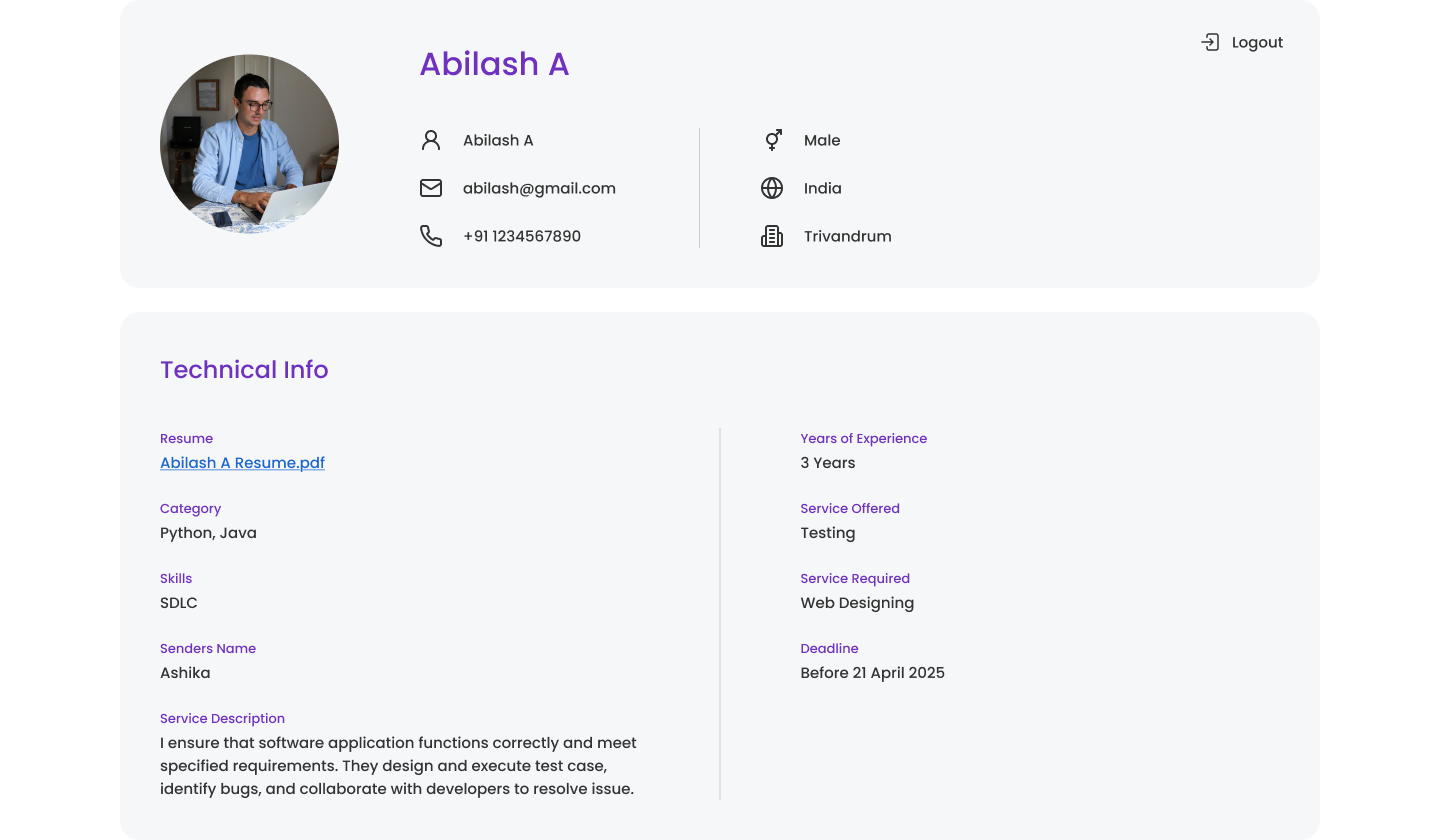 Logout
Abilash A
Abilash A
abilash@gmail.com
+91 1234567890
Male
India
Trivandrum
Technical Info
Resume
Abilash A Resume.pdf
Category
Python, Java
Skills
SDLC
Senders Name
Ashika
Service Description
I ensure that software application functions correctly and meet
specified requirements. They design and execute test case,
identify bugs, and collaborate with developers to resolve issue.
Years of Experience
3 Years
Service Offered
Testing
Service Required
Web Designing
Deadline
Before 21 April 2025